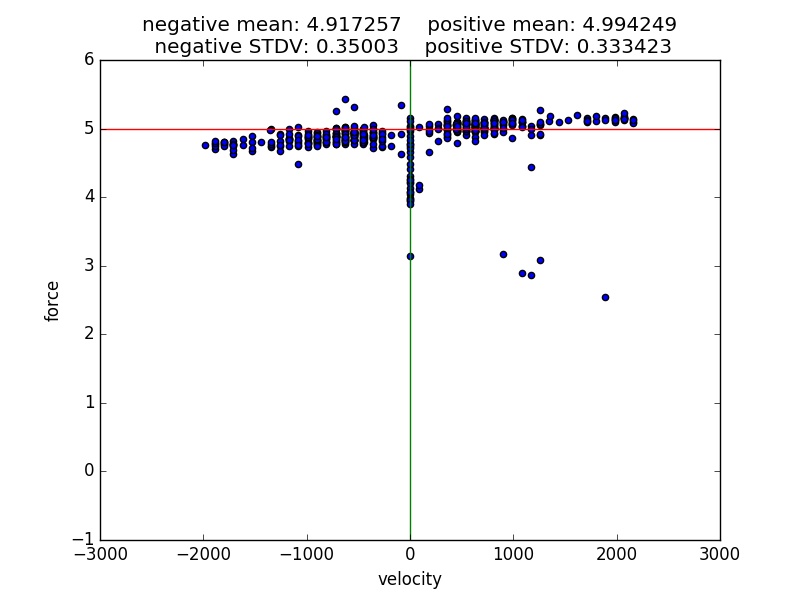 negative mean: 4.917257 positive mean: 4.994249
negative STDV: 0.35003 positive STDV: 0.333423
6
5
4
3
2
1
0
−1
force
−3000 −2000 −1000 0 1000 2000 3000
velocity